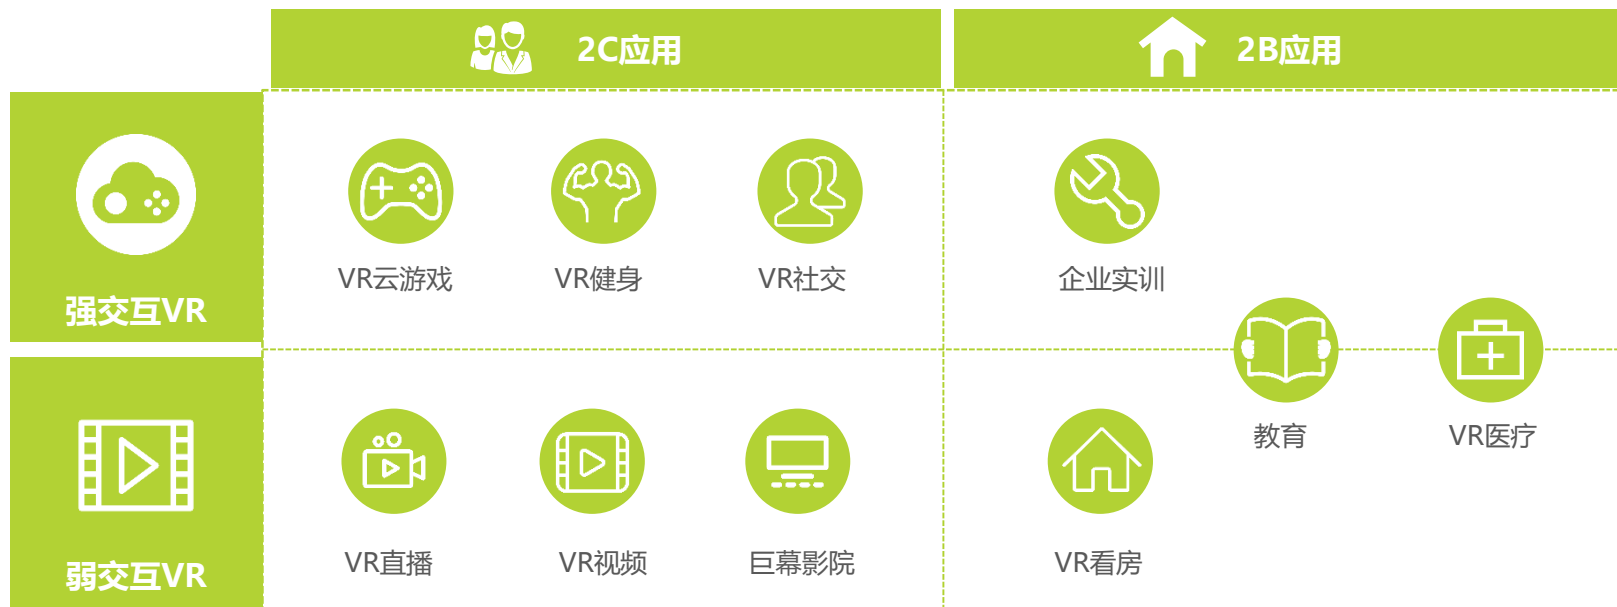 2C应用
2B应用
强交互VR
VR云游戏
VR健身
VR社交
企业实训
教育
VR医疗
弱交互VR
VR直播
VR视频
巨幕影院
VR看房